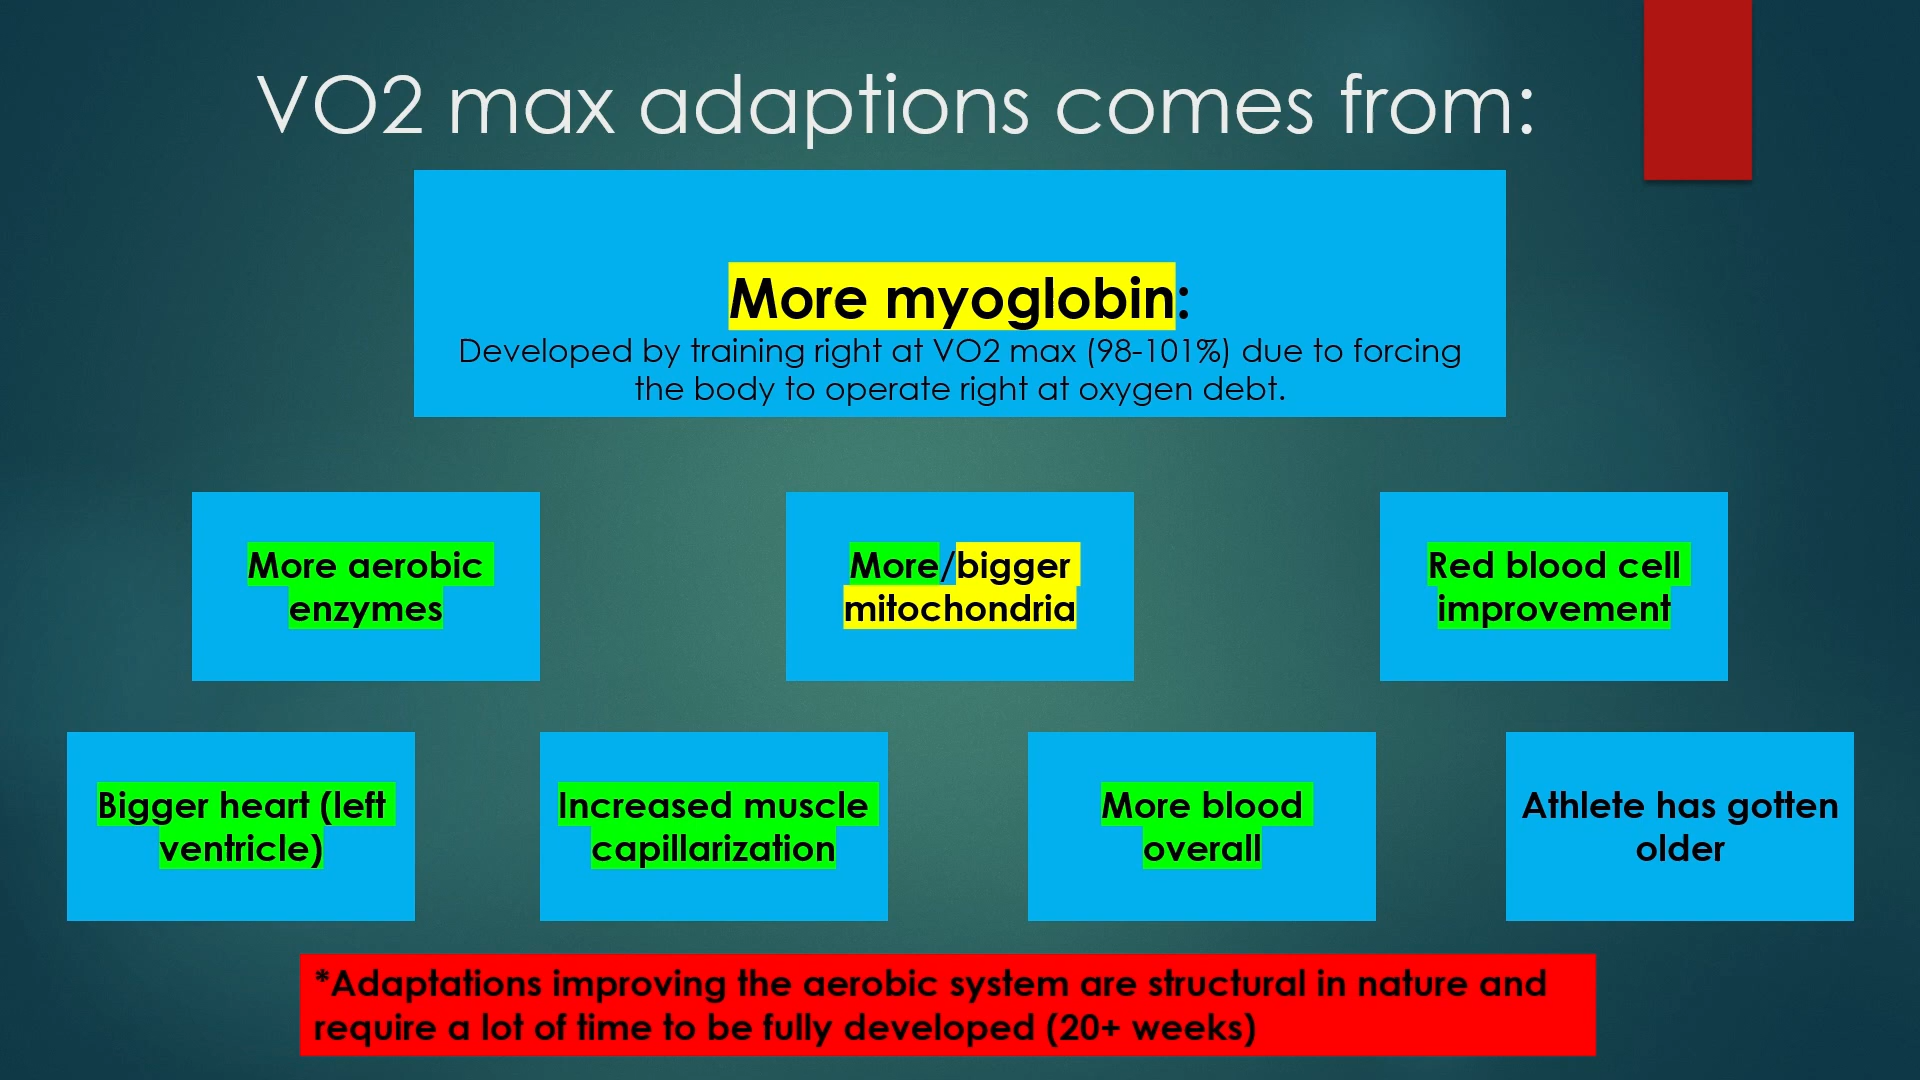 VO2 max adaptions comes from:
More myoglobin:
Developed by training right at VO2 max (98-101%) due to forcing
the body to operate right at oxygen debt.
More aerobic
enzymes
More/bigger
mitochondria
Red blood cell
improvement
Bigger heart (left
ventricle)
Increased muscle
capillarization
More blood
overall
Athlete has gotten
older
*Adaptations improving the aerobic system are structural in nature and
require a lot of time to be fully developed (20+ weeks)